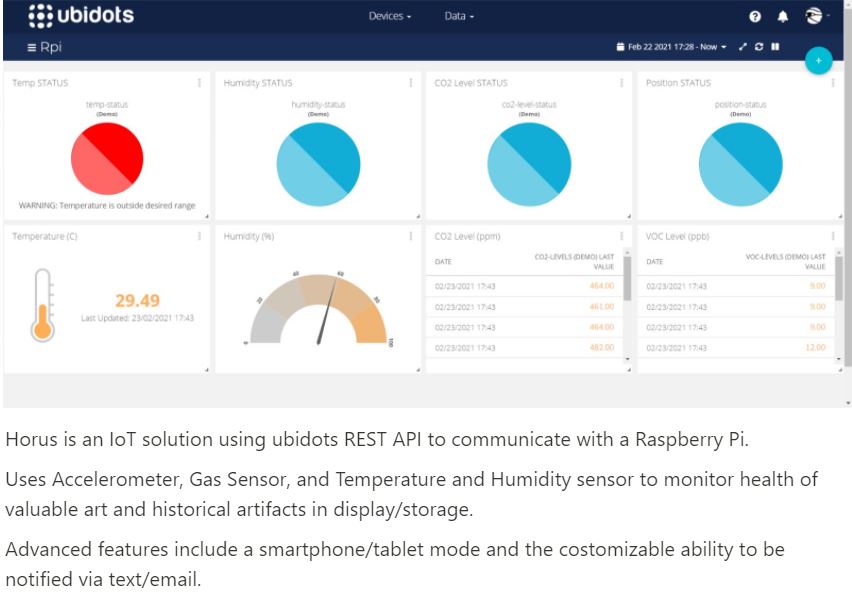 ubidots
Devices
Data
Rpi
Feb 22 2021 17:28 - Now
+
Temp STATUS
temp-status
(Demo)
WARNING: Temperature is outside desired range
Humidity STATUS
humidity-status
(Demo)
CO2 Level STATUS
co2-level-status
(Demo)
Position STATUS
position-status
(Demo)
Temperature (C)
29.49
Last Updated: 23/02/2021 17:43
Humidity (%)
0
20
40
60
80
100
CO2 Level (ppm)
DATE
CO2-LEVELS (DEMO) LAST
VALUE
02/23/2021 17:43 464.00
02/23/2021 17:43 461.00
02/23/2021 17:43 464.00
02/23/2021 17:43 482.00
VOC Level (ppb)
DATE
VOC-LEVELS (DEMO) LAST
VALUE
02/23/2021 17:43 9.00
02/23/2021 17:43 9.00
02/23/2021 17:43 9.00
02/23/2021 17:43 12.00
Horus is an IoT solution using ubidots REST API to communicate with a Raspberry Pi.
Uses Accelerometer, Gas Sensor, and Temperature and Humidity sensor to monitor health of
valuable art and historical artifacts in display/storage.
Advanced features include a smartphone/tablet mode and the costomizable ability to be
notified via text/email.